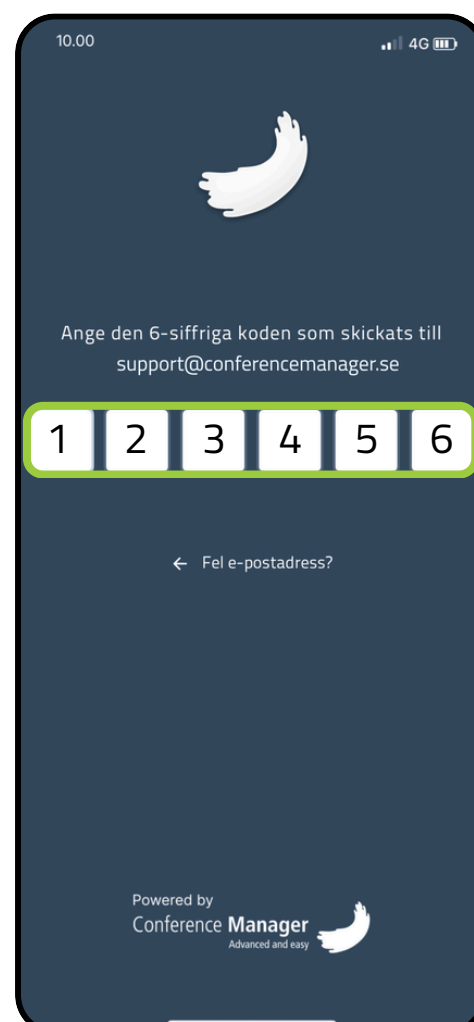 10.00 4G
Ange den 6-siffriga koden som skickats till
support@conferencemanager.se
1 2 3 4 5 6
← Fel e-postadress?
Powered by
Conference Manager
Advanced and easy